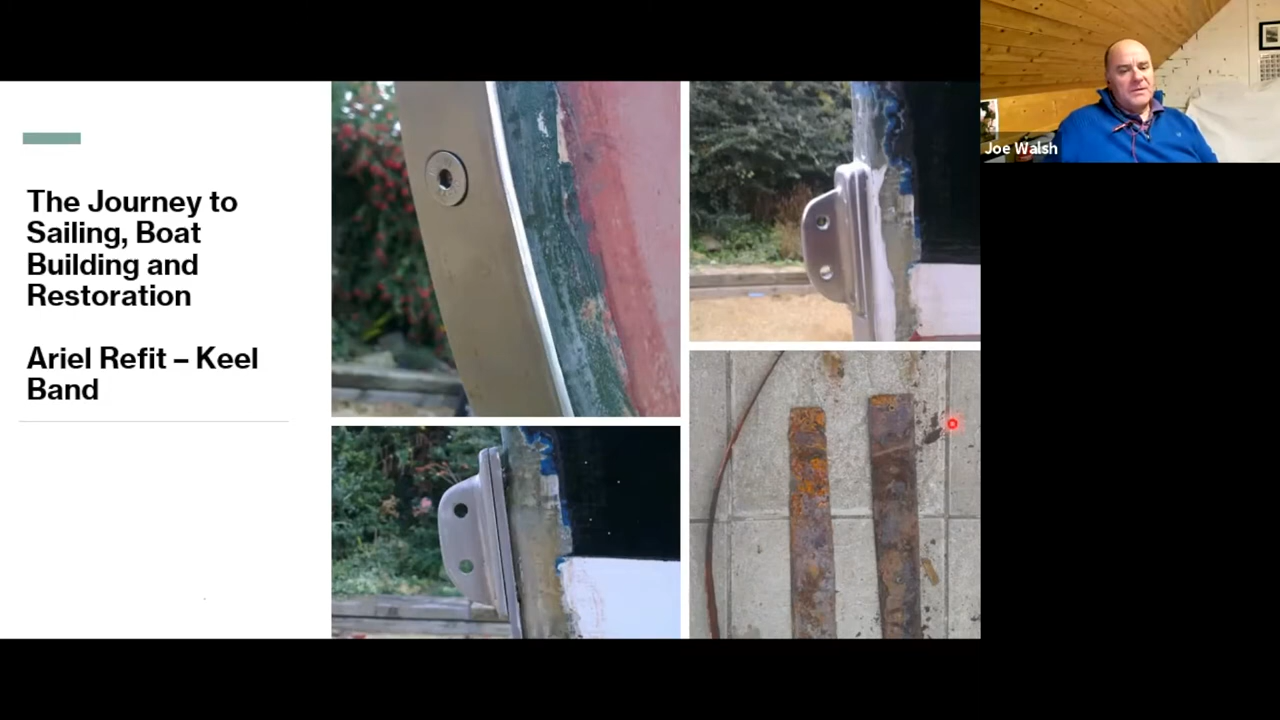 The Journey to
Sailing, Boat
Building and
Restoration
Ariel Refit – Keel
Band
Joe Walsh